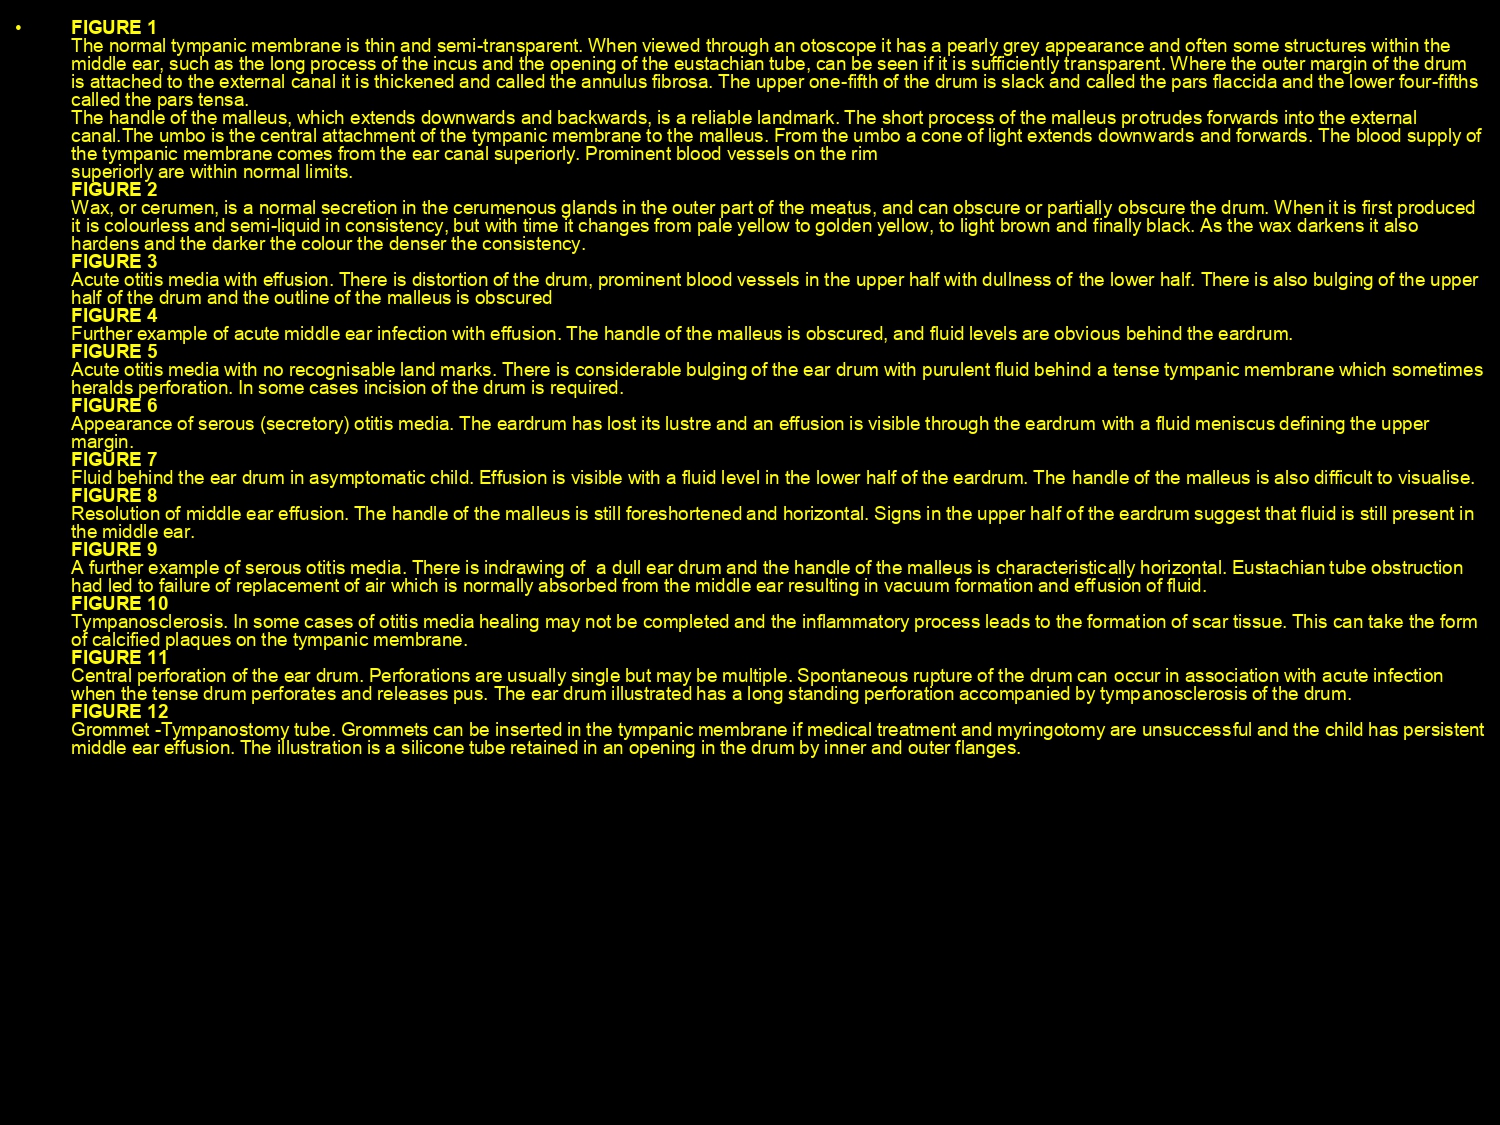 • FIGURE 1
The normal tympanic membrane is thin and semi-transparent. When viewed through an otoscope it has a pearly grey appearance and often some structures within the
middle ear, such as the long process of the incus and the opening of the eustachian tube, can be seen if it is sufficiently transparent. Where the outer margin of the drum
is attached to the external canal it is thickened and called the annulus fibrosa. The upper one-fifth of the drum is slack and called the pars flaccida and the lower four-fifths
called the pars tensa.
The handle of the malleus, which extends downwards and backwards, is a reliable landmark. The short process of the malleus protrudes forwards into the external
canal.The umbo is the central attachment of the tympanic membrane to the malleus. From the umbo a cone of light extends downwards and forwards. The blood supply of
the tympanic membrane comes from the ear canal superiorly. Prominent blood vessels on the rim
superiorly are within normal limits.
FIGURE 2
Wax, or cerumen, is a normal secretion in the cerumenous glands in the outer part of the meatus, and can obscure or partially obscure the drum. When it is first produced
it is colourless and semi-liquid in consistency, but with time it changes from pale yellow to golden yellow, to light brown and finally black. As the wax darkens it also
hardens and the darker the colour the denser the consistency.
FIGURE 3
Acute otitis media with effusion. There is distortion of the drum, prominent blood vessels in the upper half with dullness of the lower half. There is also bulging of the upper
half of the drum and the outline of the malleus is obscured
FIGURE 4
Further example of acute middle ear infection with effusion. The handle of the malleus is obscured, and fluid levels are obvious behind the eardrum.
FIGURE 5
Acute otitis media with no recognisable land marks. There is considerable bulging of the ear drum with purulent fluid behind a tense tympanic membrane which sometimes
heralds perforation. In some cases incision of the drum is required.
FIGURE 6
Appearance of serous (secretory) otitis media. The eardrum has lost its lustre and an effusion is visible through the eardrum with a fluid meniscus defining the upper
margin.
FIGURE 7
Fluid behind the ear drum in asymptomatic child. Effusion is visible with a fluid level in the lower half of the eardrum. The handle of the malleus is also difficult to visualise.
FIGURE 8
Resolution of middle ear effusion. The handle of the malleus is still foreshortened and horizontal. Signs in the upper half of the eardrum suggest that fluid is still present in
the middle ear.
FIGURE 9
A further example of serous otitis media. There is indrawing of  a dull ear drum and the handle of the malleus is characteristically horizontal. Eustachian tube obstruction
had led to failure of replacement of air which is normally absorbed from the middle ear resulting in vacuum formation and effusion of fluid.
FIGURE 10
Tympanosclerosis. In some cases of otitis media healing may not be completed and the inflammatory process leads to the formation of scar tissue. This can take the form
of calcified plaques on the tympanic membrane.
FIGURE 11
Central perforation of the ear drum. Perforations are usually single but may be multiple. Spontaneous rupture of the drum can occur in association with acute infection
when the tense drum perforates and releases pus. The ear drum illustrated has a long standing perforation accompanied by tympanosclerosis of the drum.
FIGURE 12
Grommet -Tympanostomy tube. Grommets can be inserted in the tympanic membrane if medical treatment and myringotomy are unsuccessful and the child has persistent
middle ear effusion. The illustration is a silicone tube retained in an opening in the drum by inner and outer flanges.